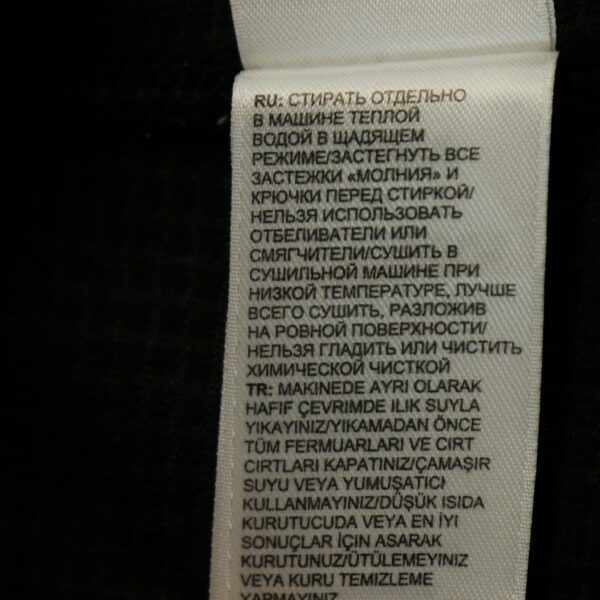 RU: СТИРАТЬ ОТДЕЛЬНО
В МАШИНЕ ТЕПЛОЙ
ВОДОЙ В ЩАДЯЩЕМ
РЕЖИМЕ/ЗАСТЕГНУТЬ ВСЕ
ЗАСТЕЖКИ «МОЛНИЯ» И
КРЮЧКИ ПЕРЕД СТИРКОЙ/
НЕЛЬЗЯ ИСПОЛЬЗОВАТЬ
ОТБЕЛИВАТЕЛИ ИЛИ
СМЯГЧИТЕЛИ/СУШИТЬ В
СУШИЛЬНОЙ МАШИНЕ ПРИ
НИЗКОЙ ТЕМПЕРАТУРЕ, ЛУЧШЕ
ВСЕГО СУШИТЬ, РАЗЛОЖИВ
НА РОВНОЙ ПОВЕРХНОСТИ/
НЕЛЬЗЯ ГЛАДИТЬ ИЛИ ЧИСТИТЬ
ХИМИЧЕСКОЙ ЧИСТКОЙ
TR: MAKINEDE AYRI OLARAK
HAFIF ÇEVRIMDE ILIK SUYLA
YIKAYINIZ/YIKAMADAN ÖNCE
TÜM FERMUARLARI VE CIRT
CIRTLARI KAPATINIZ/ÇAMAŞIR
SUYU VEYA YUMUŞATICI
KULLANMAYINIZ/DÜŞÜK ISIDA
KURUTUCUDA VEYA EN IYI
SONUÇLAR IÇIN ASARAK
KURUTUNUZ/ÜTÜLEMEYINIZ
VEYA KURU TEMIZLEME
YAPMAYINIZ